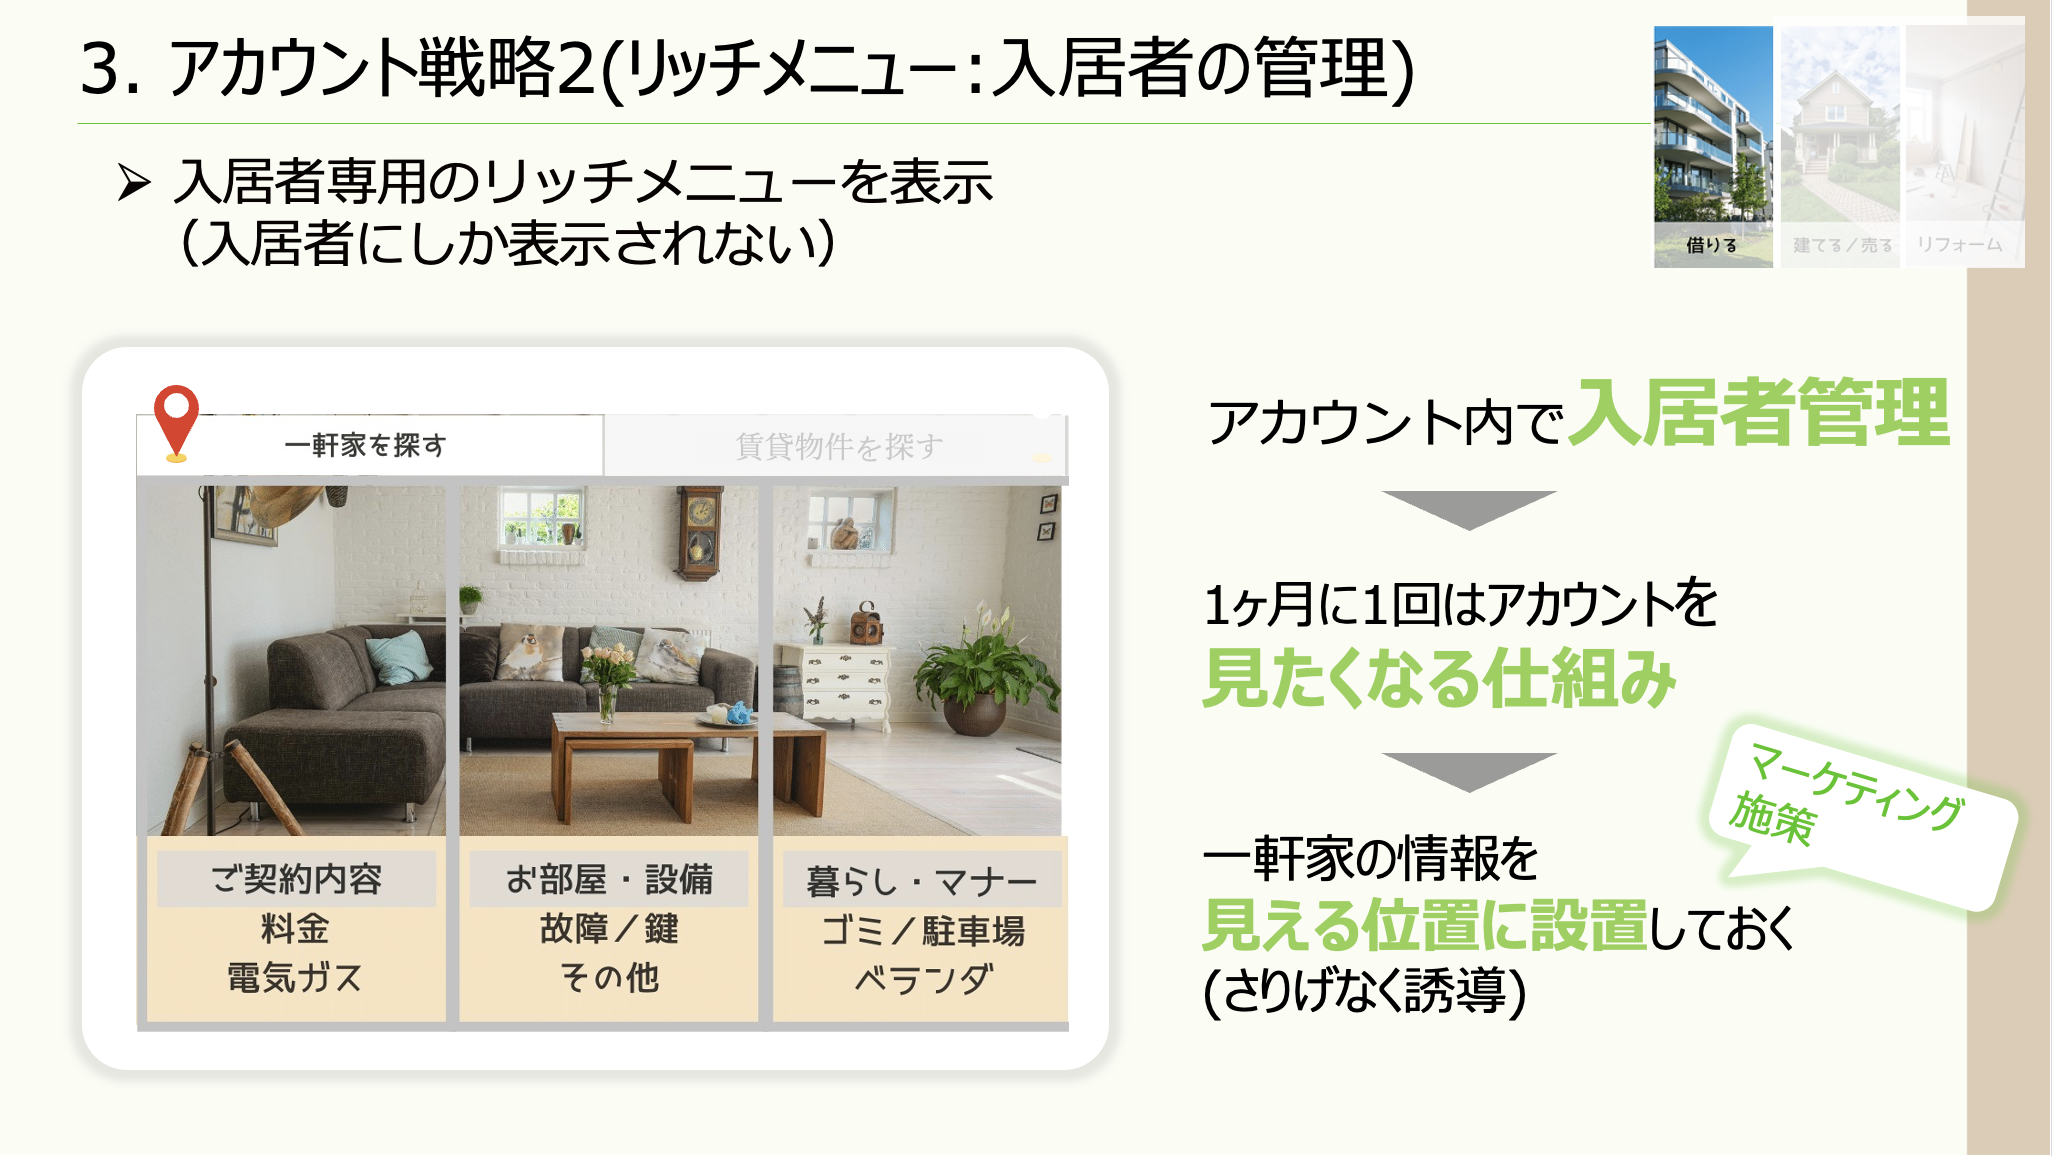 3. アカウント戦略2(リッチメニュー：入居者の管理)
借りる
建てる／売る
リフォーム
➢ 入居者専用のリッチメニューを表示
（入居者にしか表示されない）
一軒家を探す
賃貸物件を探す
ご契約内容
料金
電気ガス
お部屋・設備
故障／鍵
その他
暮らし・マナー
ゴミ／駐車場
ベランダ
アカウント内で入居者管理
1ヶ月に1回はアカウントを
見たくなる仕組み
マーケティング
施策
一軒家の情報を
見える位置に設置しておく
(さりげなく誘導)